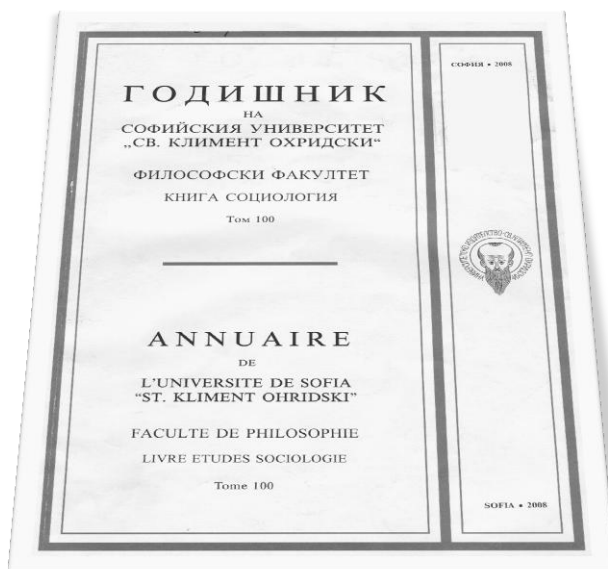 ГОДИШНИК
НА
СОФИЙСКИЯ УНИВЕРСИТЕТ
„СВ. КЛИМЕНТ ОХРИДСКИ“
ФИЛОСОФСКИ ФАКУЛТЕТ
КНИГА СОЦИОЛОГИЯ
Том 100
ANNUAIRE
DE
L'UNIVERSITE DE SOFIA
“ST. KLIMENT OHRIDSKI”
FACULTE DE PHILOSOPHIE
LIVRE ETUDES SOCIOLOGIE
Tome 100
СОФИЯ • 2008
SOFIA • 2008